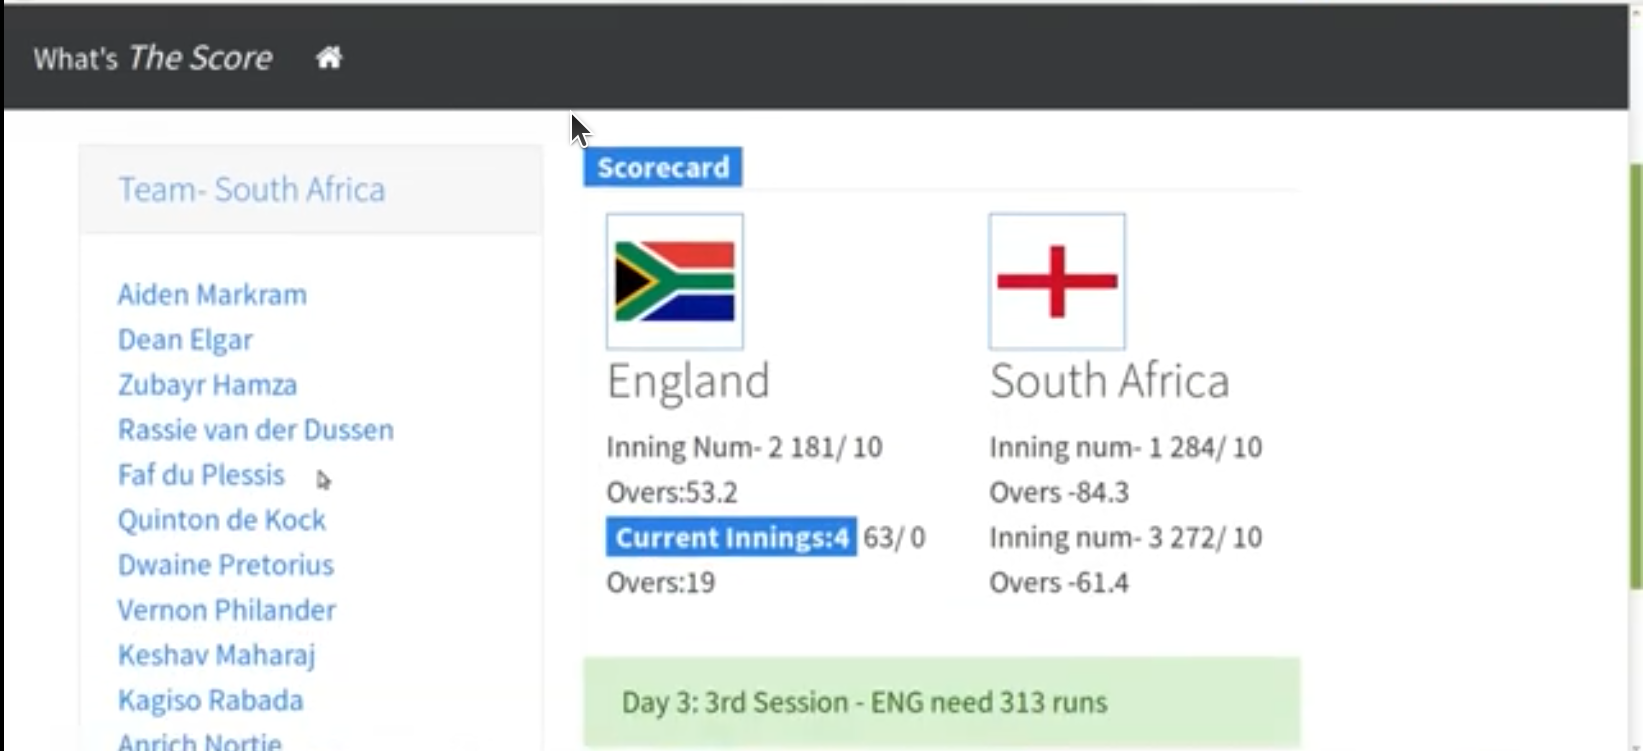 What's The Score
Team- South Africa
Aiden Markram
Dean Elgar
Zubayr Hamza
Rassie van der Dussen
Faf du Plessis
Quinton de Kock
Dwaine Pretorius
Vernon Philander
Keshav Maharaj
Kagiso Rabada
Anrich Nortje
Scorecard
England
Inning Num- 2 181/ 10
Overs:53.2
Current Innings:4 63/ 0
Overs:19
South Africa
Inning num- 1 284/ 10
Overs -84.3
Inning num- 3 272/ 10
Overs -61.4
Day 3: 3rd Session - ENG need 313 runs